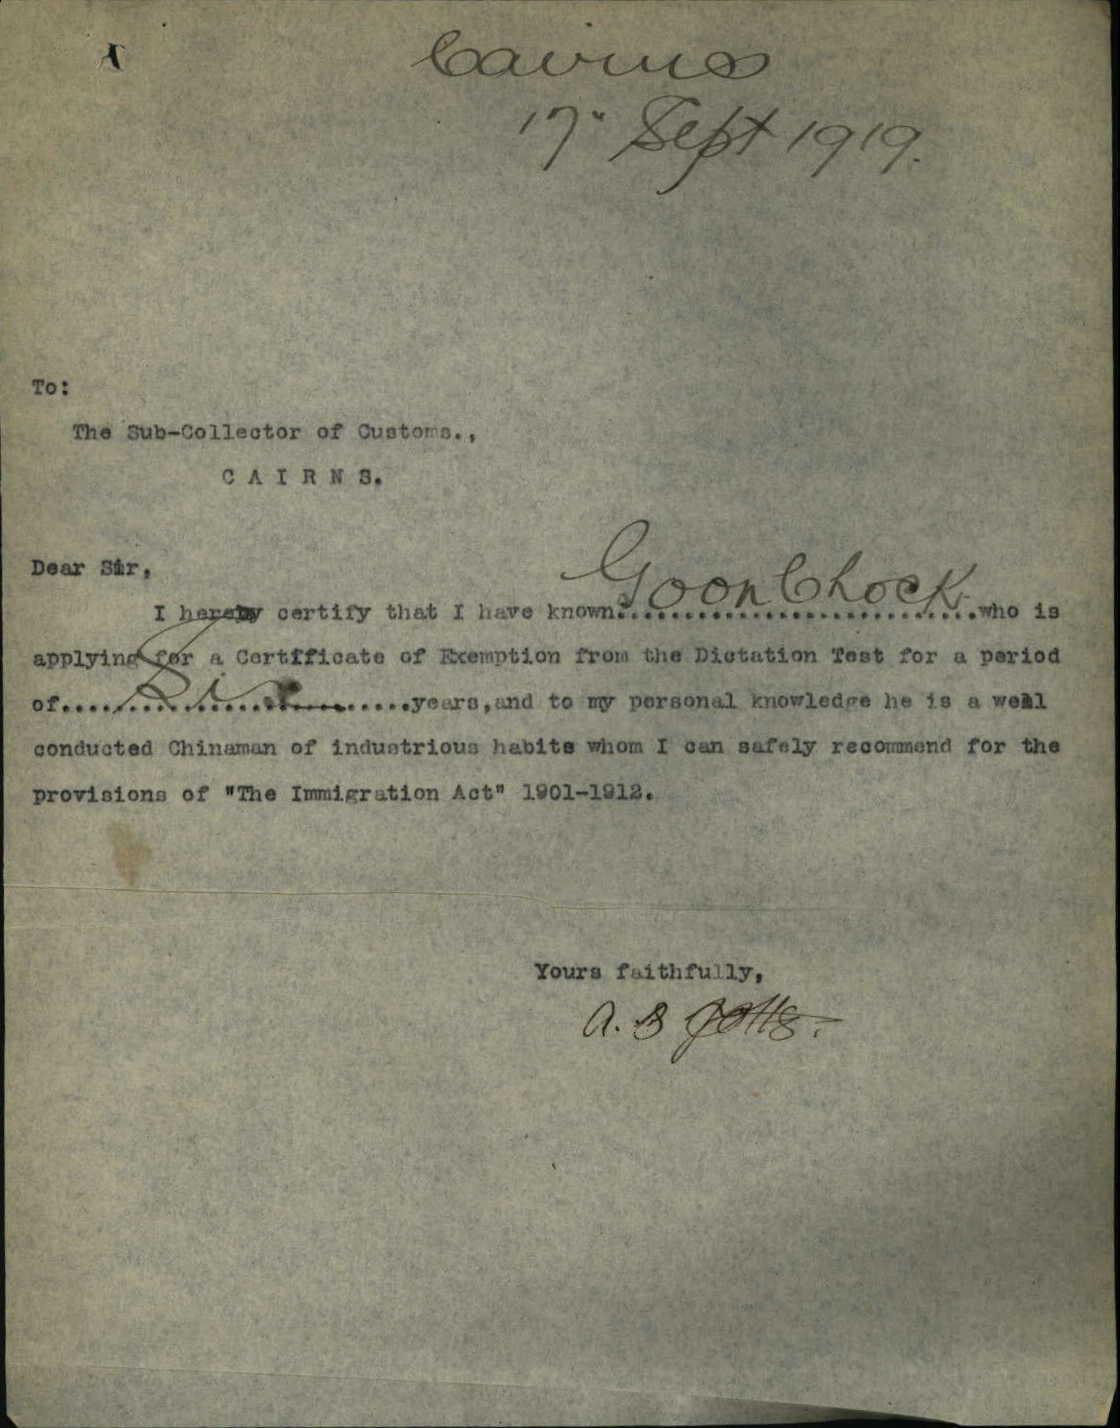 Cairns
17" Sept 1919.
To:
The Sub-Collector of Customs.,
C A I R N S.
Dear Sir,
Goon Chock
I hereby certify that I have known..............................who is
applying for a Certificate of Exemption from the Dictation Test for a period
of......Six......years,and to my personal knowledge he is a well
conducted Chinaman of industrious habits whom I can safely recommend for the
provisions of "The Immigration Act" 1901-1912.
Yours faithfully,
A. B